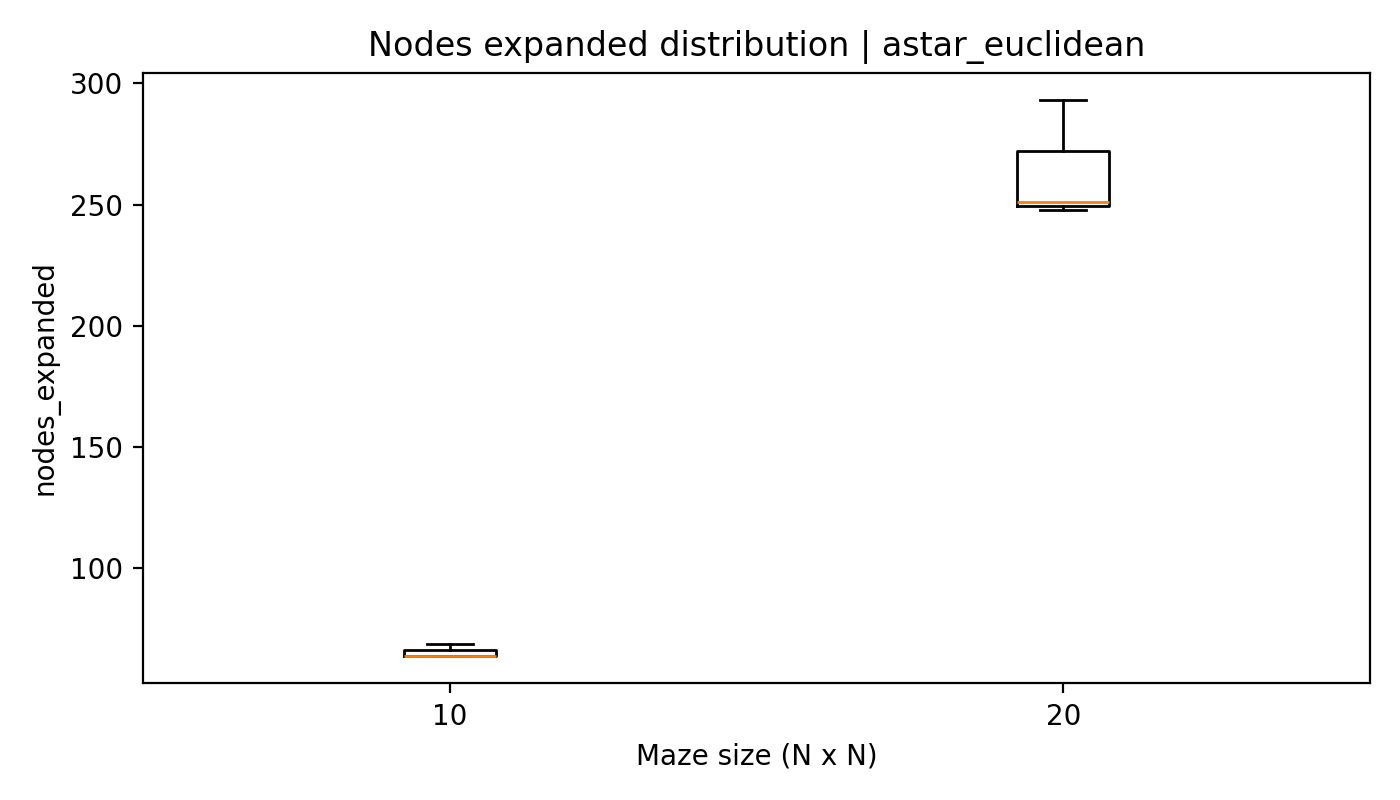 Nodes expanded distribution | astar_euclidean
300
250
200
150
100
nodes_expanded
10
20
Maze size (N x N)